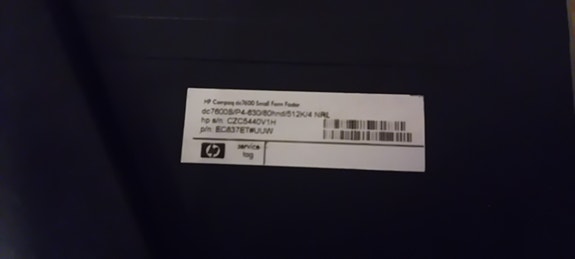 HP Compaq dc7600 Small Form Factor
dc7600S/P4-630/80hnd/512K/4 NRL
hp s/n: CZC5440V1H
p/n: EC837ET#UUW
hp service
tag